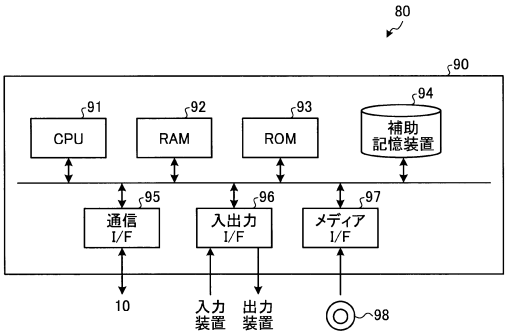 80
90
91
92
93
94
CPU
RAM
ROM
補助
記憶装置
95
96
97
通信
I/F
入出力
I/F
メディア
I/F
10
入力
装置
出力
装置
98